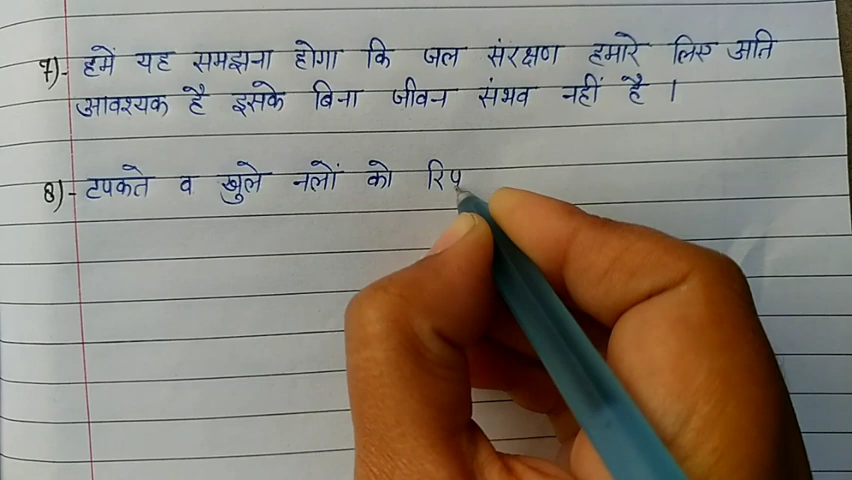 7)- हमें यह समझना होगा कि जल संरक्षण हमारे लिए अति
आवश्यक है इसके बिना जीवन संभव नहीं है ।
8)- टपकते व खुले नलों को रिप